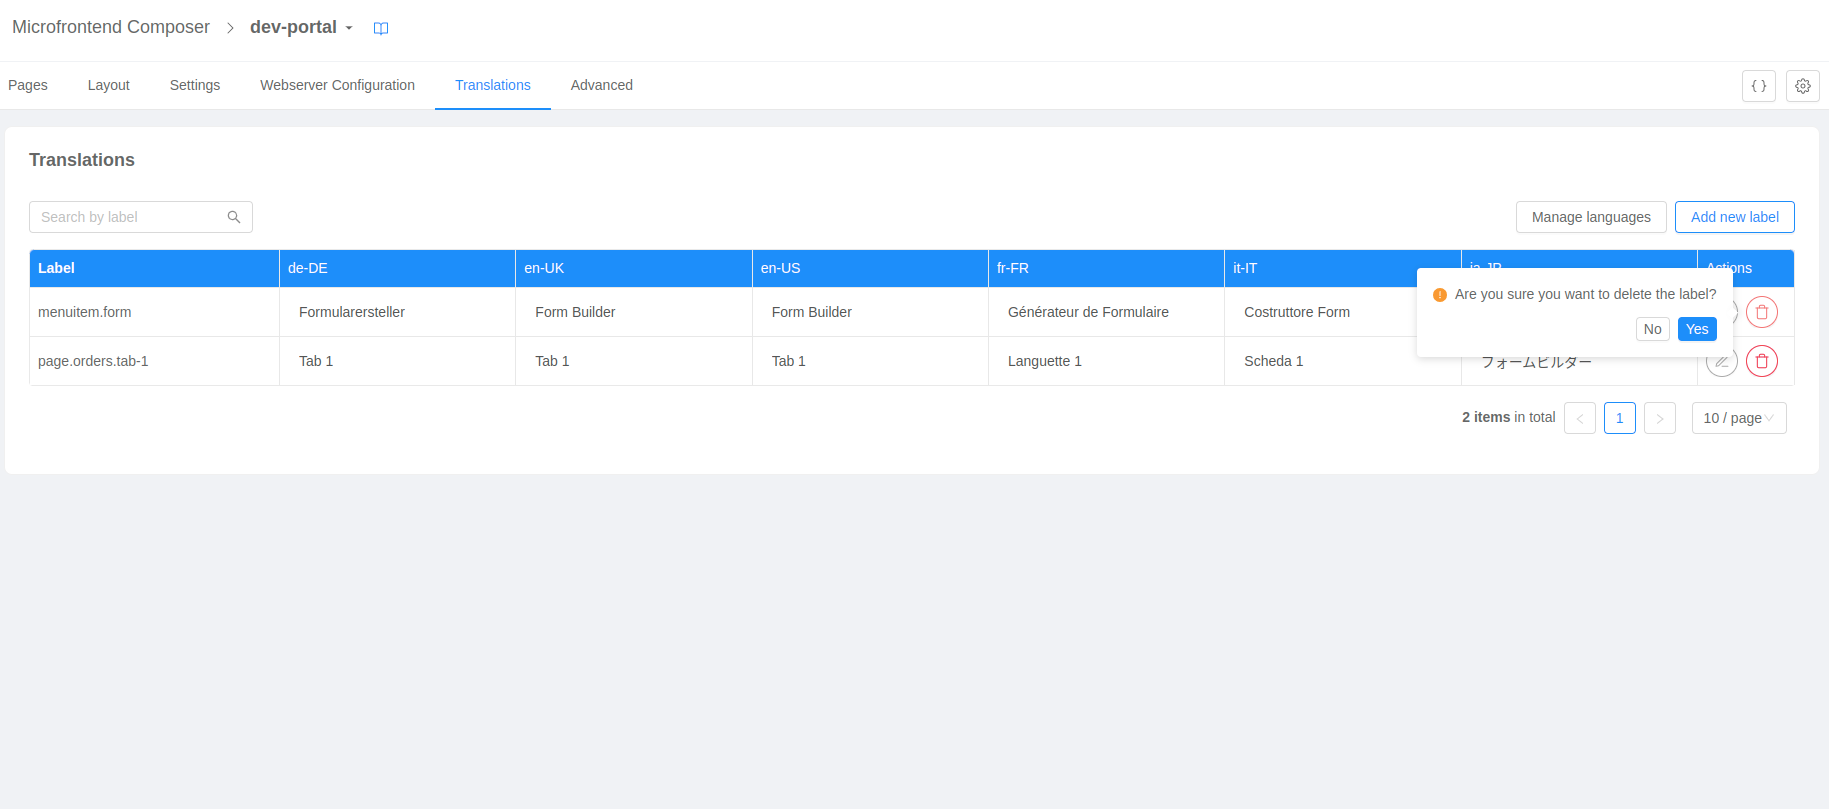 Microfrontend Composer > dev-portal
Pages Layout Settings Webserver Configuration Translations Advanced { }
Translations
Search by label Manage languages Add new label
Label de-DE en-UK en-US fr-FR it-IT ja-JP Actions
Are you sure you want to delete the label?
menuitem.form Formularersteller Form Builder Form Builder Générateur de Formulaire Costruttore Form
No Yes
page.orders.tab-1 Tab 1 Tab 1 Tab 1 Languette 1 Scheda 1 フォームビルダー
2 items in total < 1 > 10 / page